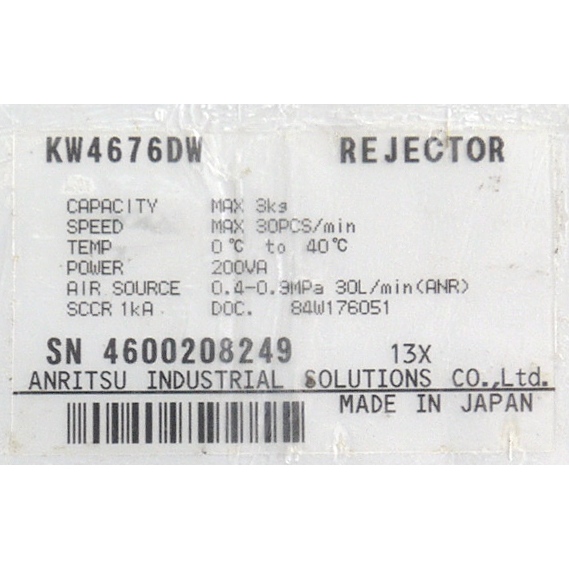 KW4676DW REJECTOR
CAPACITY MAX 3kg
SPEED MAX 30PCS/min
TEMP 0℃ to 40℃
POWER 200VA
AIR SOURCE 0.4-0.9MPa 30L/min(ANR)
SCCR 1kA DOC. 84W176051
SN 4600208249 13X
ANRITSU INDUSTRIAL SOLUTIONS CO.,Ltd.
MADE IN JAPAN